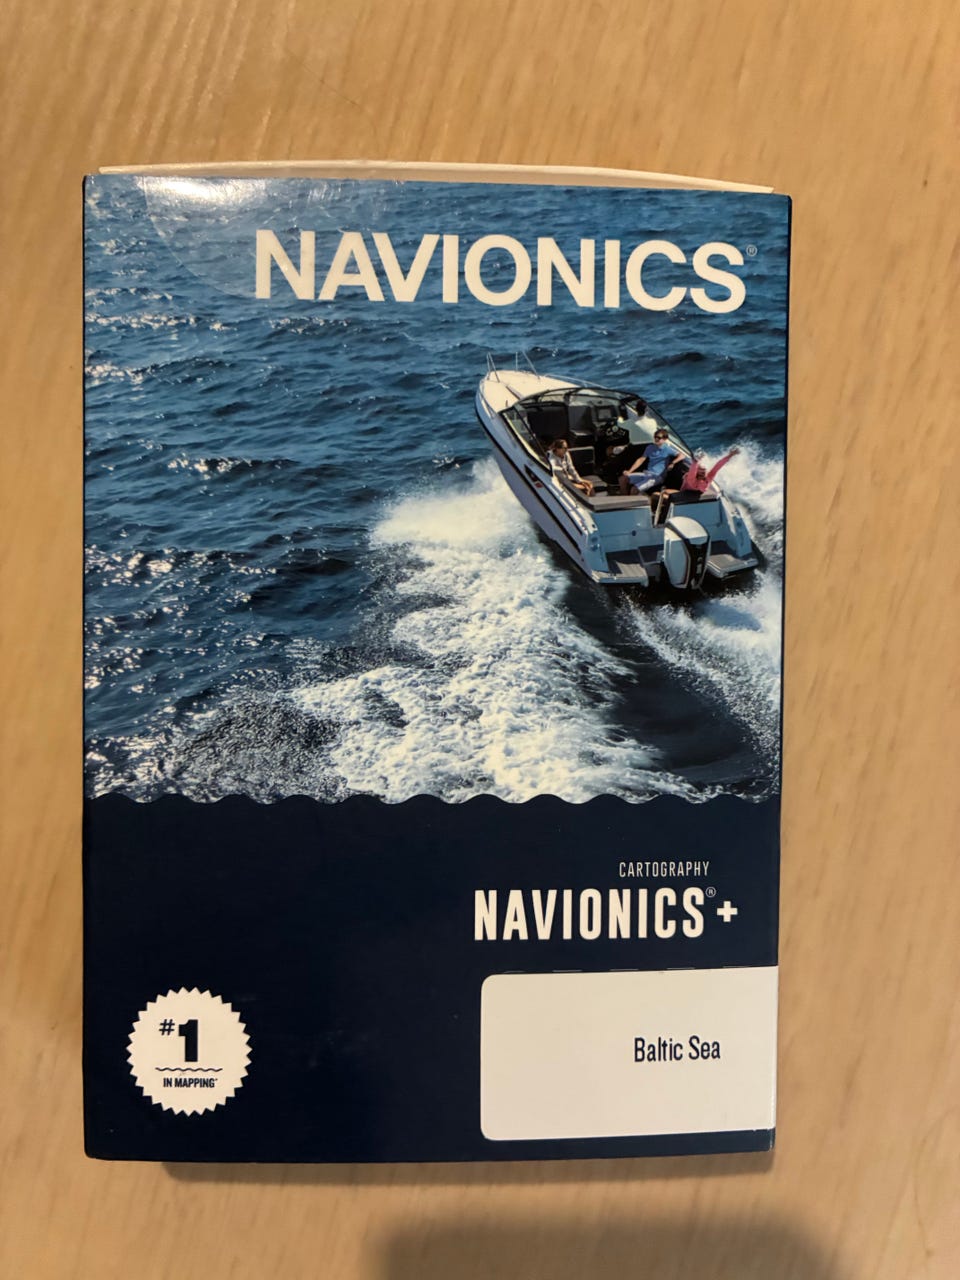 NAVIONICS®
CARTOGRAPHY
NAVIONICS®+
#1
IN MAPPING*
Baltic Sea